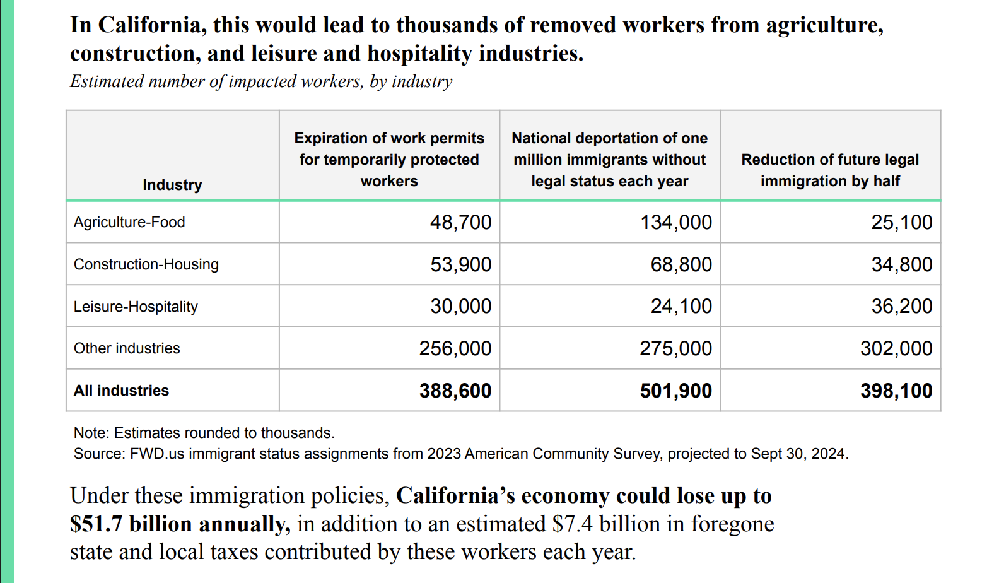 In California, this would lead to thousands of removed workers from agriculture,
construction, and leisure and hospitality industries.
Estimated number of impacted workers, by industry
Industry
Expiration of work permits
for temporarily protected
workers
National deportation of one
million immigrants without
legal status each year
Reduction of future legal
immigration by half
Agriculture-Food 48,700 134,000 25,100
Construction-Housing 53,900 68,800 34,800
Leisure-Hospitality 30,000 24,100 36,200
Other industries 256,000 275,000 302,000
All industries 388,600 501,900 398,100
Note: Estimates rounded to thousands.
Source: FWD.us immigrant status assignments from 2023 American Community Survey, projected to Sept 30, 2024.
Under these immigration policies, California’s economy could lose up to
$51.7 billion annually, in addition to an estimated $7.4 billion in foregone
state and local taxes contributed by these workers each year.